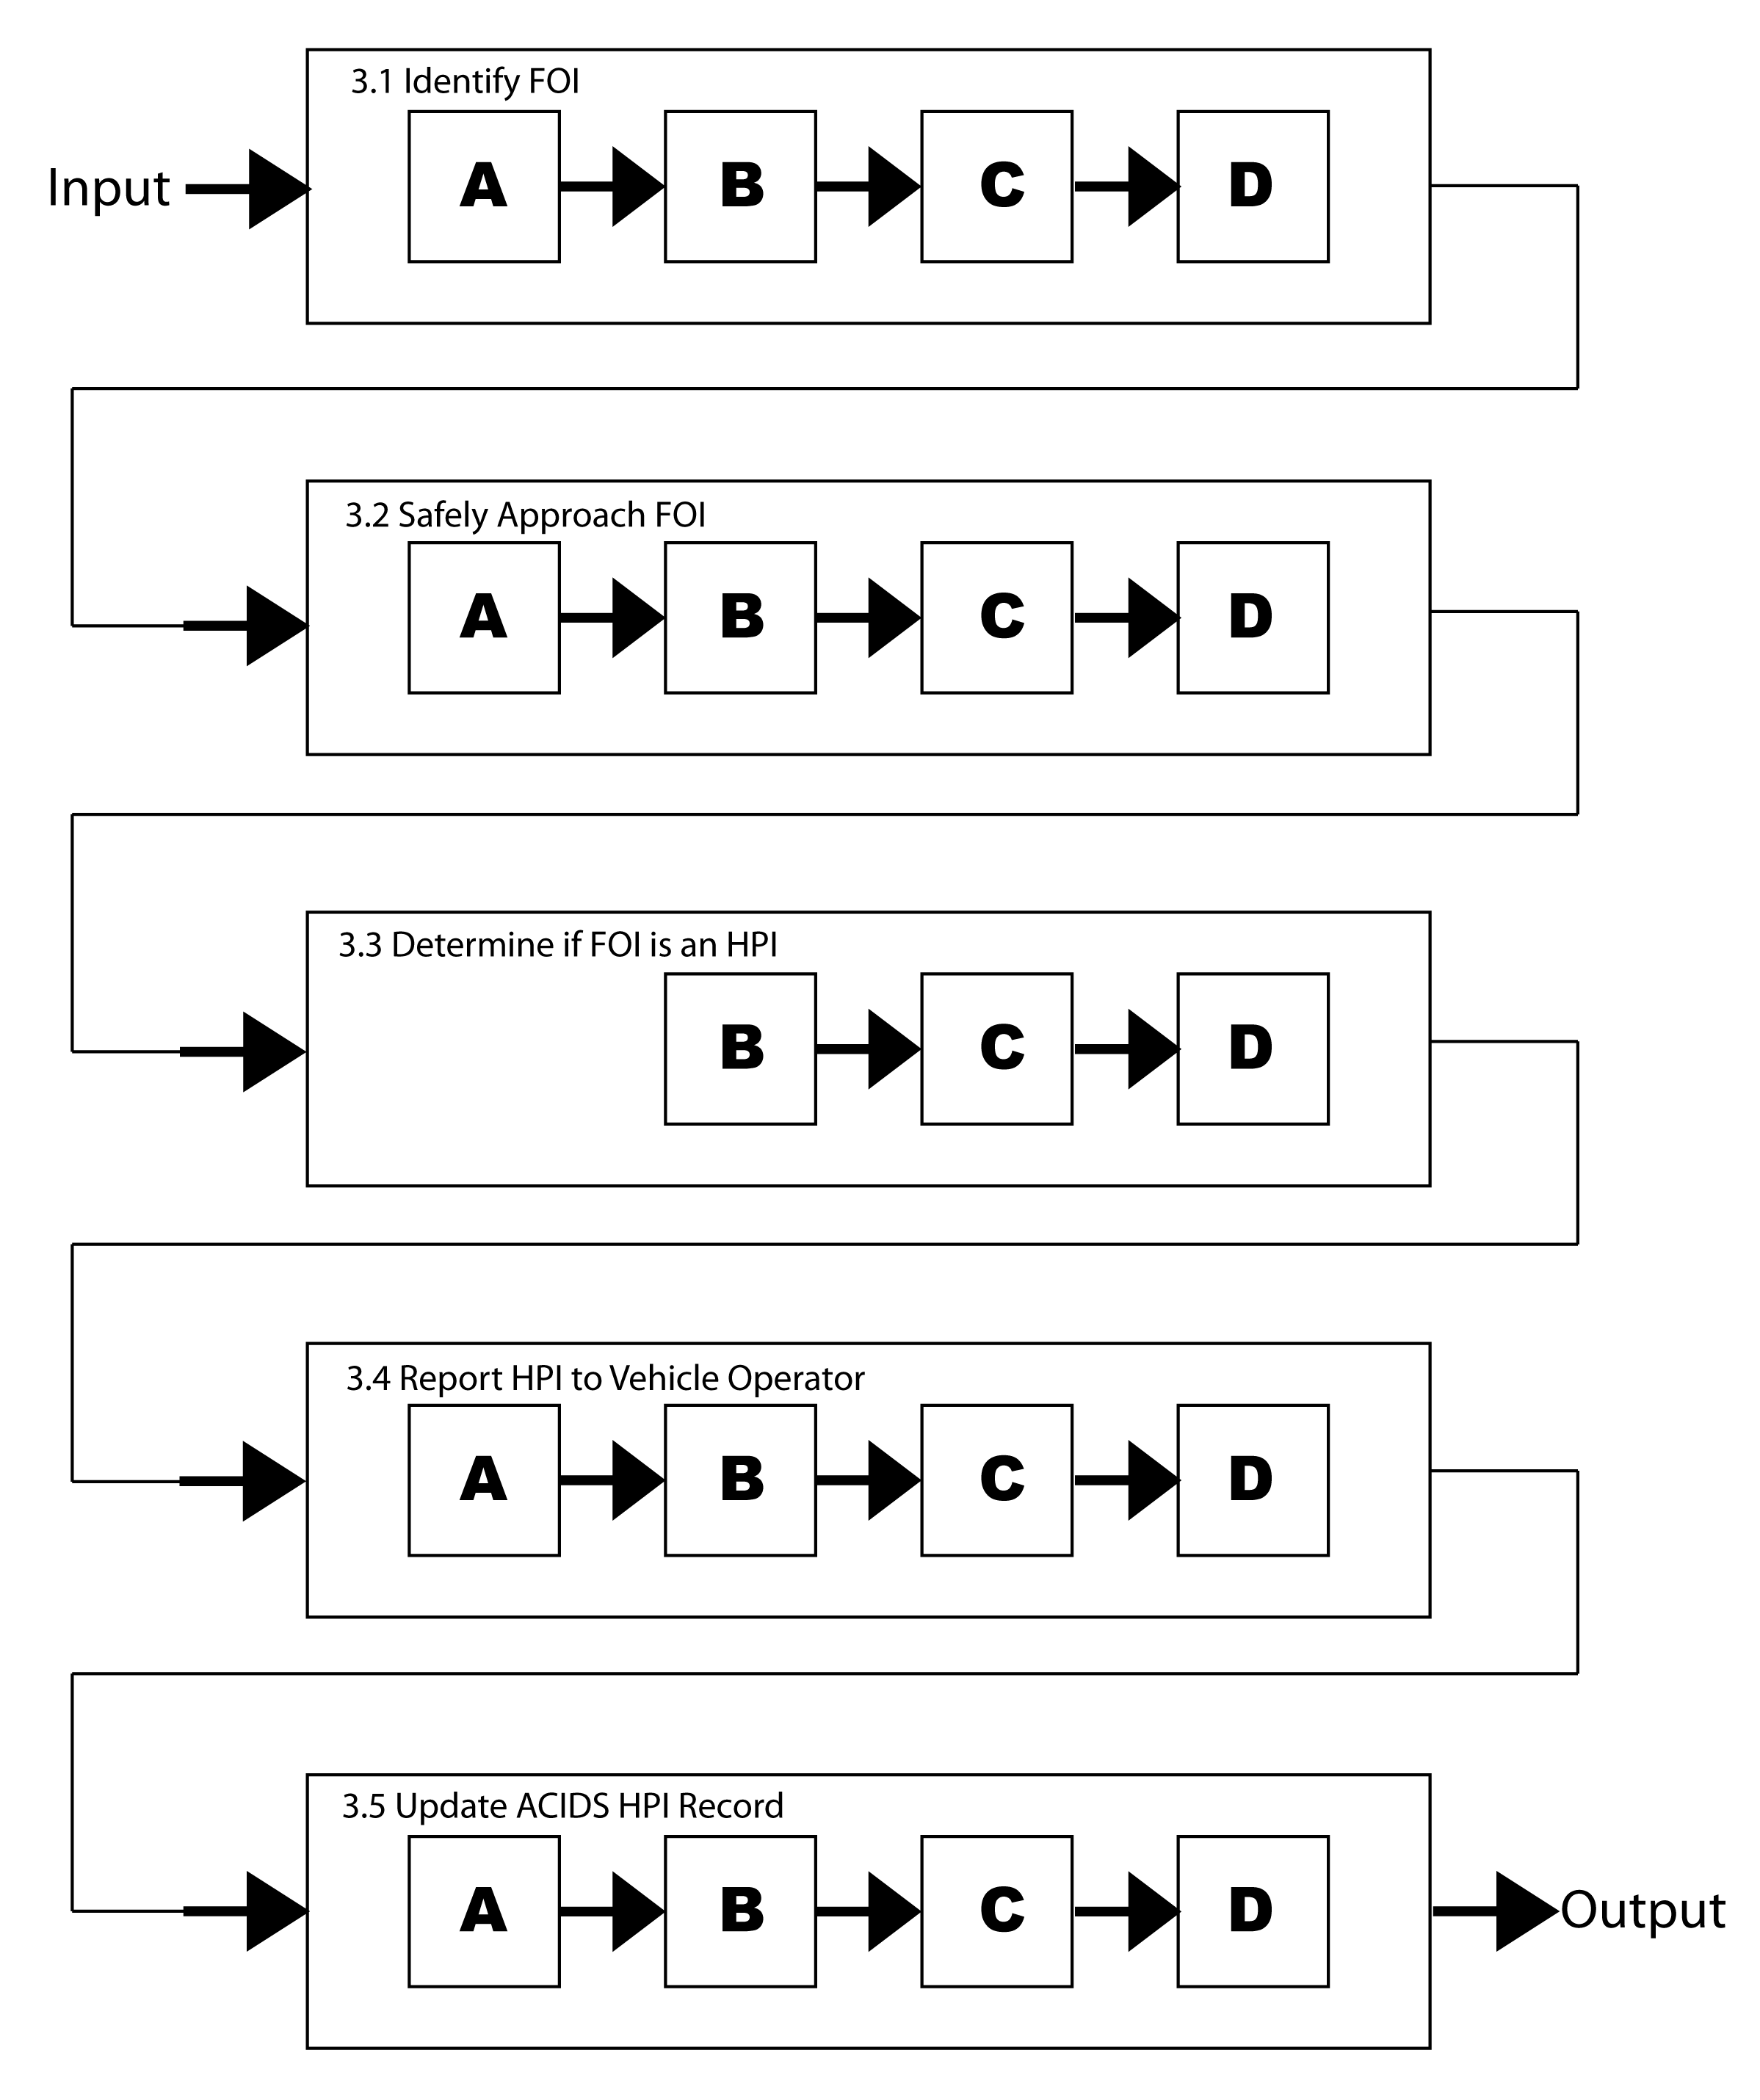 3.1 Identify FOI
Input
A B C D
3.2 Safely Approach FOI
A B C D
3.3 Determine if FOI is an HPI
B C D
3.4 Report HPI to Vehicle Operator
A B C D
3.5 Update ACIDS HPI Record
A B C D
Output